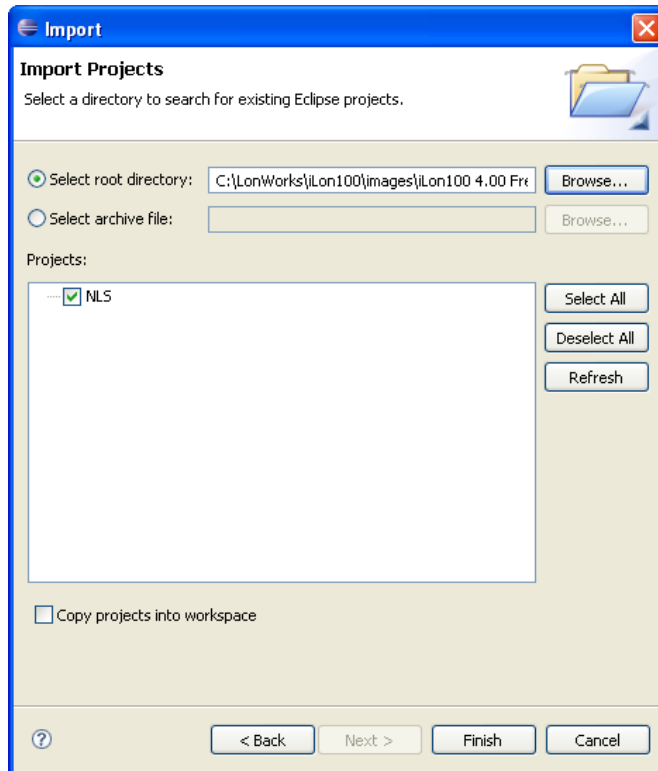 Import
Import Projects
Select a directory to search for existing Eclipse projects.
Select root directory: C:\LonWorks\iLon100\images\iLon100 4.00 Fre Browse...
Select archive file: Browse...
Projects:
NLS
Select All
Deselect All
Refresh
Copy projects into workspace
? < Back Next > Finish Cancel